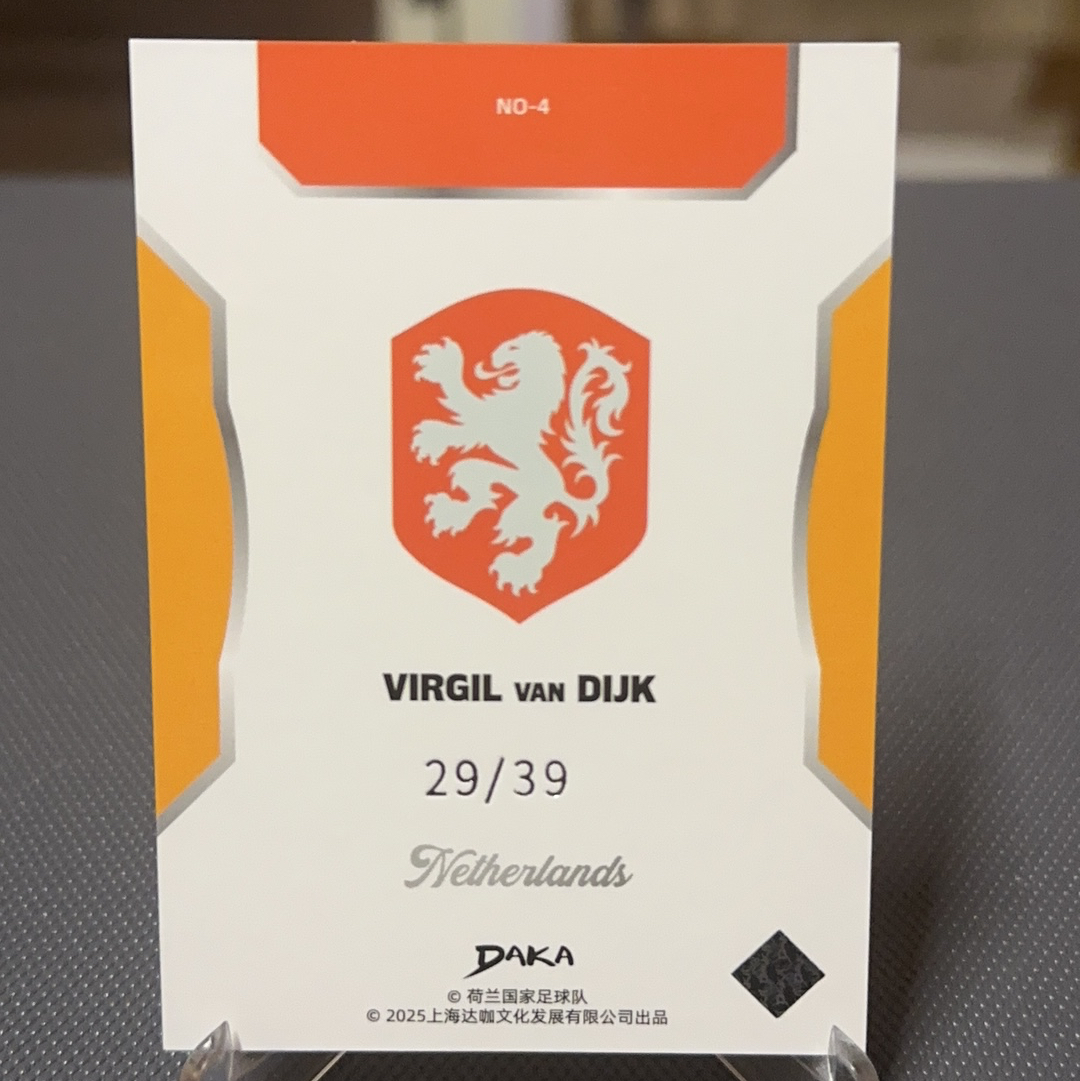 NO-4
VIRGIL VAN DIJK
29/39
Netherlands
DAKA
© 荷兰国家足球队
© 2025上海达咖文化发展有限公司出品